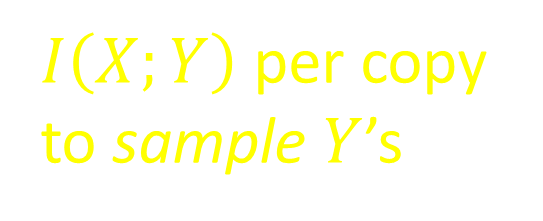 I(X; Y) per copy
to sample Y's